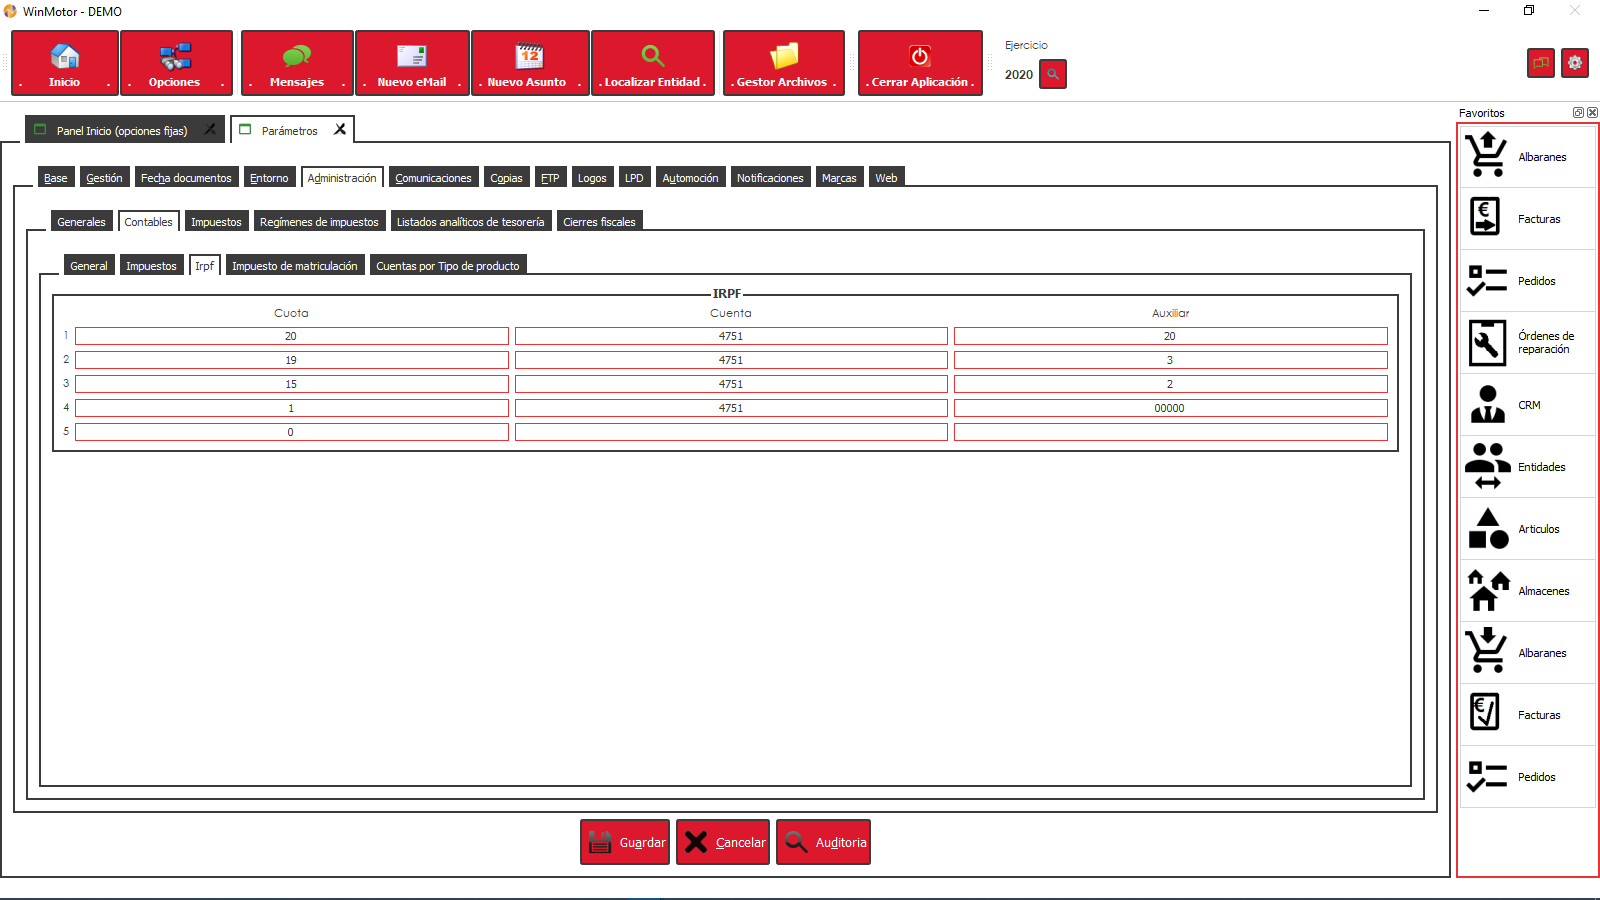 WinMotor - DEMO
. Inicio .
. Opciones .
. Mensajes .
. Nuevo eMail .
. Nuevo Asunto .
. Localizar Entidad .
. Gestor Archivos .
. Cerrar Aplicación .
Ejercicio
2020
Panel Inicio (opciones fijas)
Parámetros
Favoritos
Base
Gestión
Fecha documentos
Entorno
Administración
Comunicaciones
Copias
FTP
Logos
LPD
Automoción
Notificaciones
Marcas
Web
Generales
Contables
Impuestos
Regímenes de impuestos
Listados analíticos de tesorería
Cierres fiscales
General
Impuestos
Irpf
Impuesto de matriculación
Cuentas por Tipo de producto
IRPF
Cuota Cuenta Auxiliar
1 20 4751 20
2 19 4751 3
3 15 4751 2
4 1 4751 00000
5 0
Guardar
Cancelar
Auditoria
Albaranes
Facturas
Pedidos
Órdenes de
reparación
CRM
Entidades
Articulos
Almacenes
Albaranes
Facturas
Pedidos